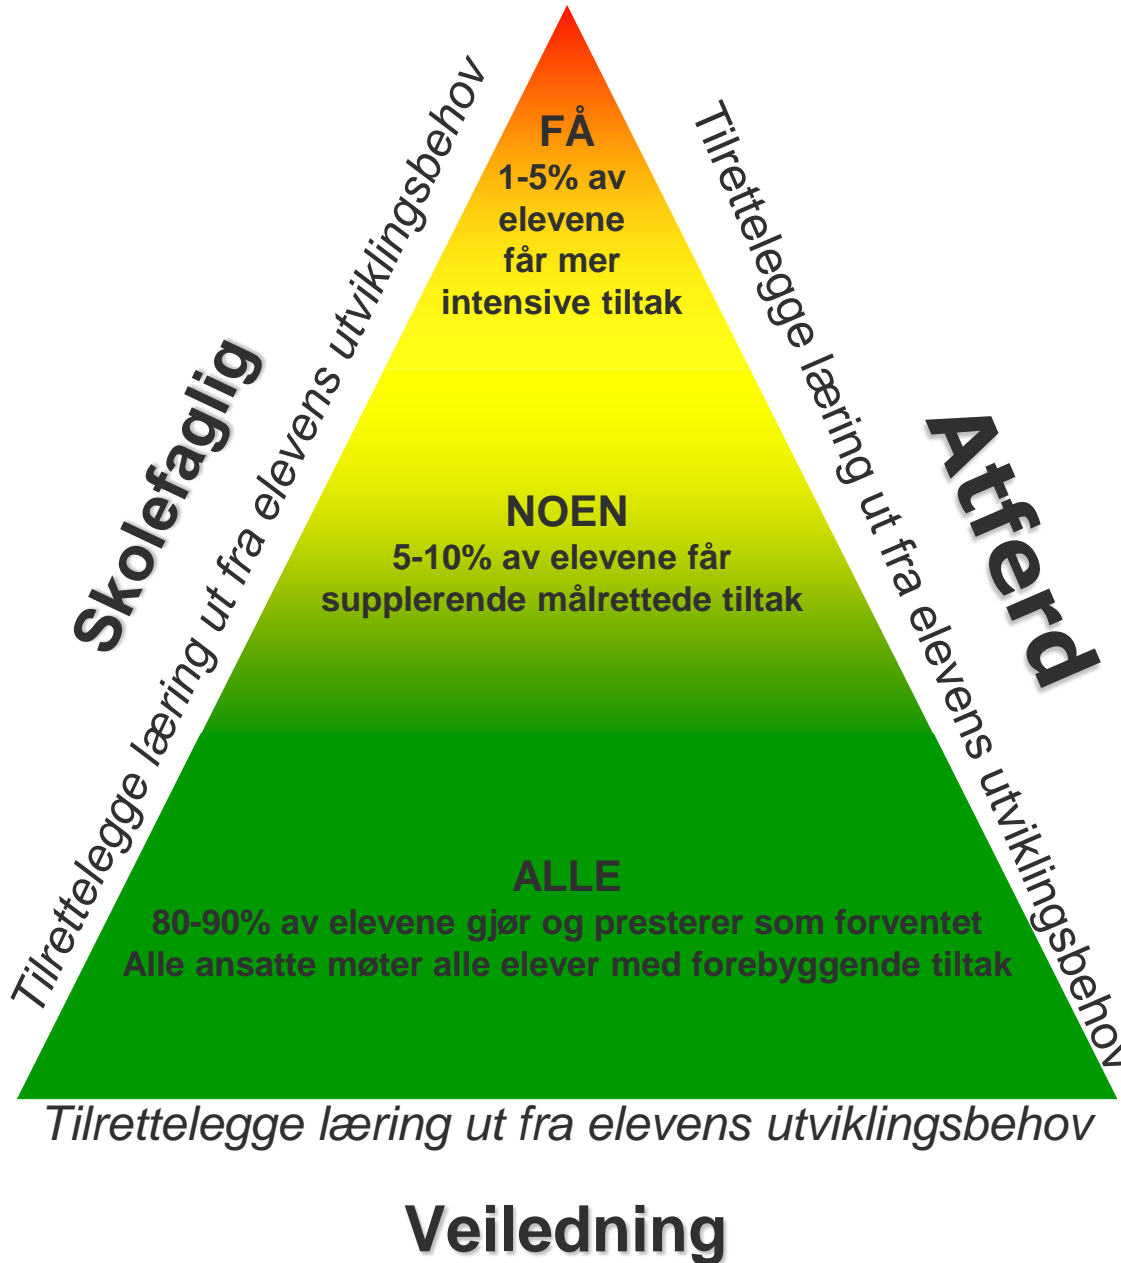 FÅ
1-5% av
elevene
får mer
intensive tiltak
Tilrettelegge læring ut fra elevens utviklingsbehov
Tilrettelegge læring ut fra elevens utviklingsbehov
Skolefaglig
Atferd
NOEN
5-10% av elevene får
supplerende målrettede tiltak
ALLE
80-90% av elevene gjør og presterer som forventet
Alle ansatte møter alle elever med forebyggende tiltak
Tilrettelegge læring ut fra elevens utviklingsbehov
Veiledning